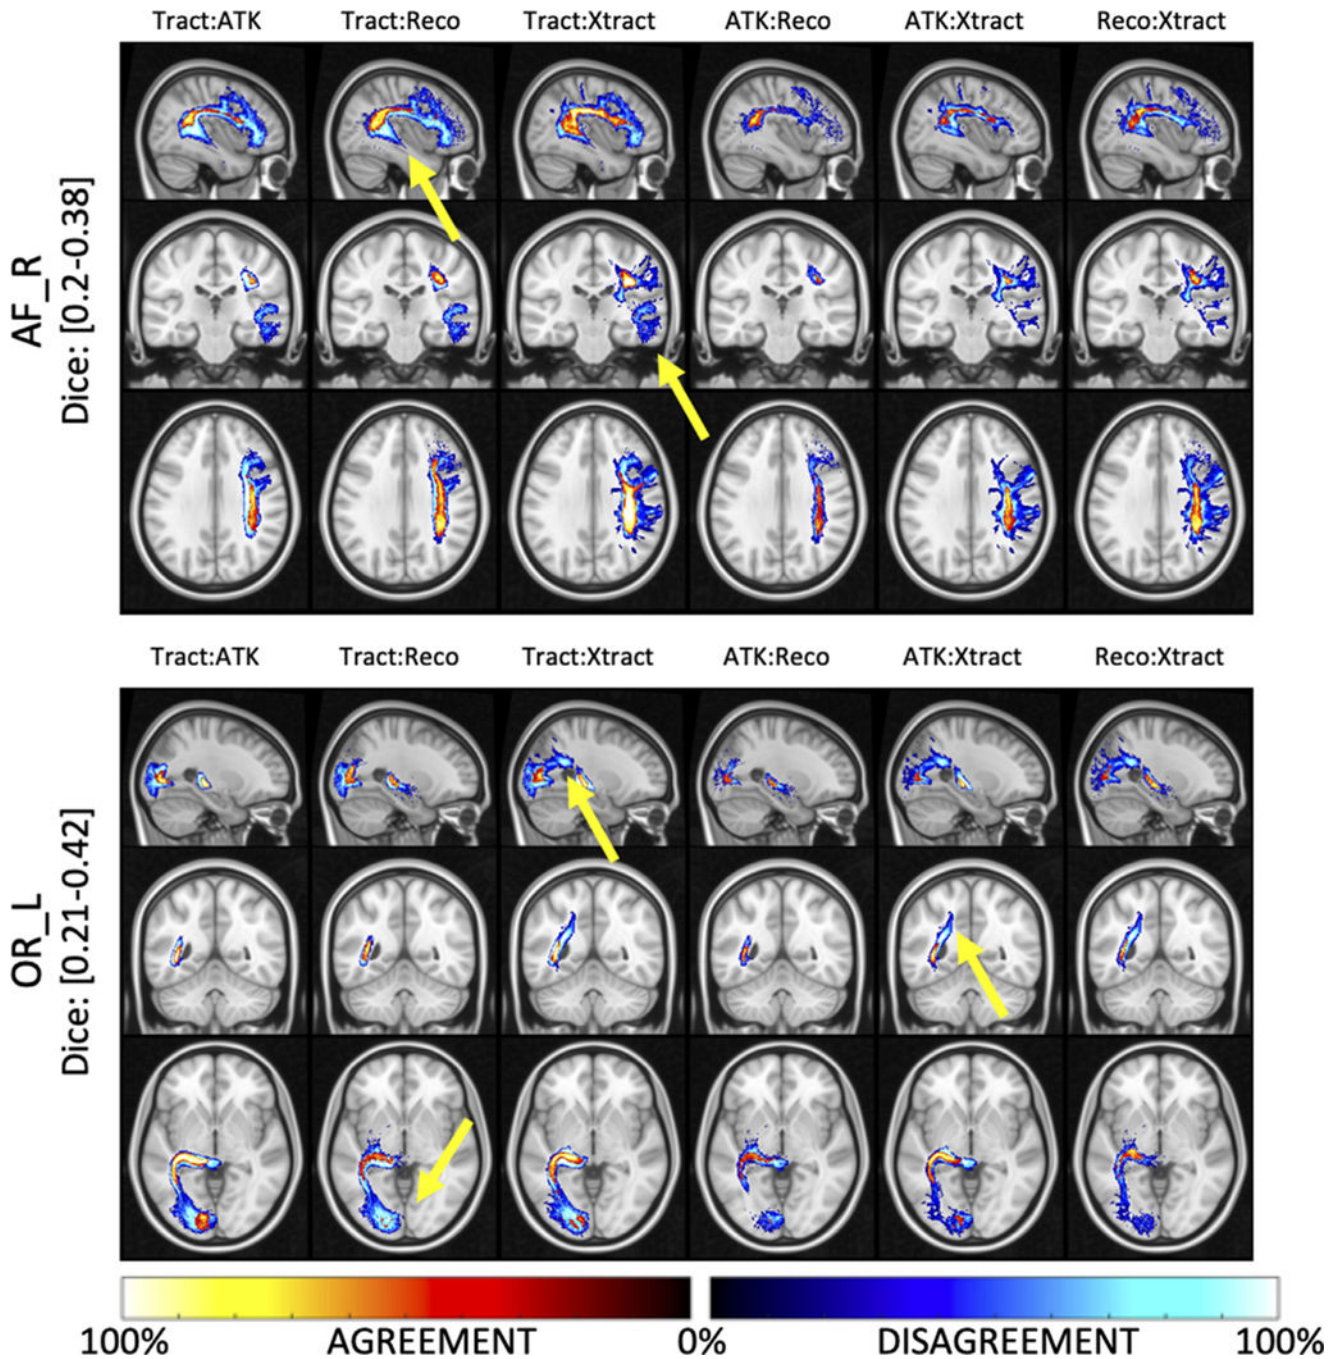 Tract:ATK Tract:Reco Tract:Xtract ATK:Reco ATK:Xtract Reco:Xtract
AF_R
Dice: [0.2-0.38]
Tract:ATK Tract:Reco Tract:Xtract ATK:Reco ATK:Xtract Reco:Xtract
OR_L
Dice: [0.21-0.42]
100% AGREEMENT 0% DISAGREEMENT 100%